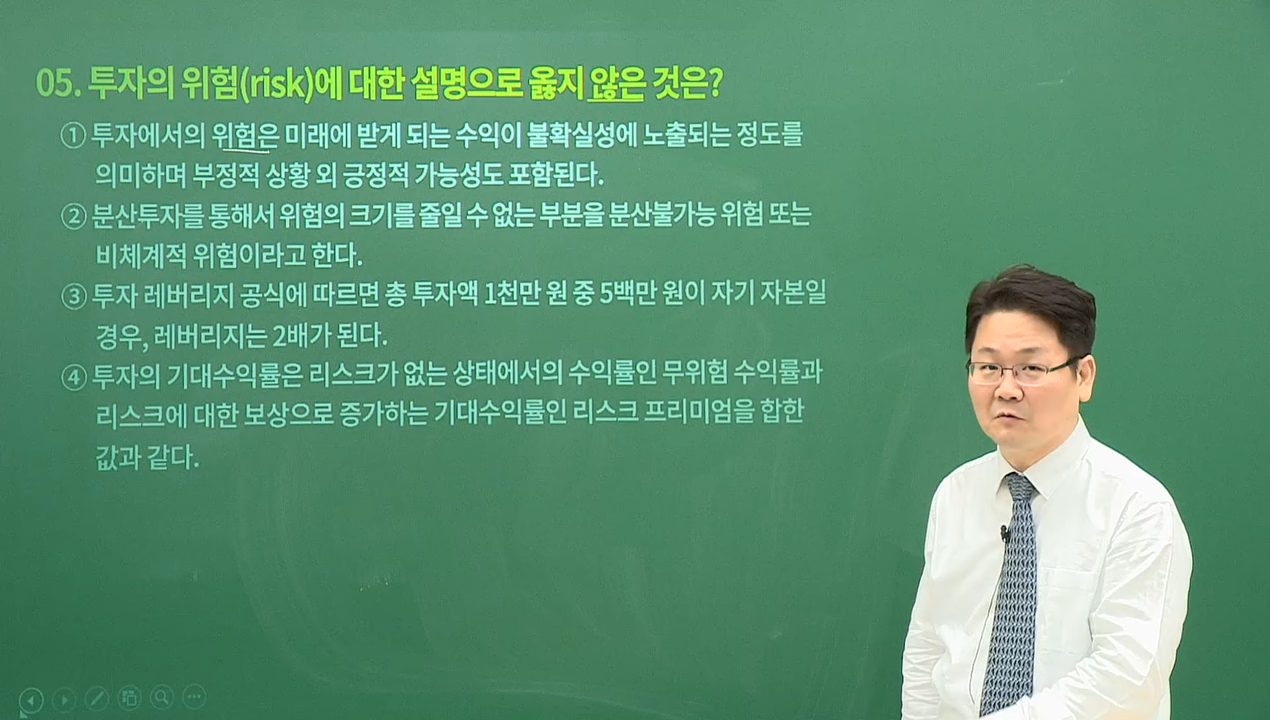 05. 투자의 위험(risk)에 대한 설명으로 옳지 않은 것은?
① 투자에서의 위험은 미래에 받게 되는 수익이 불확실성에 노출되는 정도를
의미하며 부정적 상황 외 긍정적 가능성도 포함된다.
② 분산투자를 통해서 위험의 크기를 줄일 수 없는 부분을 분산불가능 위험 또는
비체계적 위험이라고 한다.
③ 투자 레버리지 공식에 따르면 총 투자액 1천만 원 중 5백만 원이 자기 자본일
경우, 레버리지는 2배가 된다.
④ 투자의 기대수익률은 리스크가 없는 상태에서의 수익률인 무위험 수익률과
리스크에 대한 보상으로 증가하는 기대수익률인 리스크 프리미엄을 합한
값과 같다.